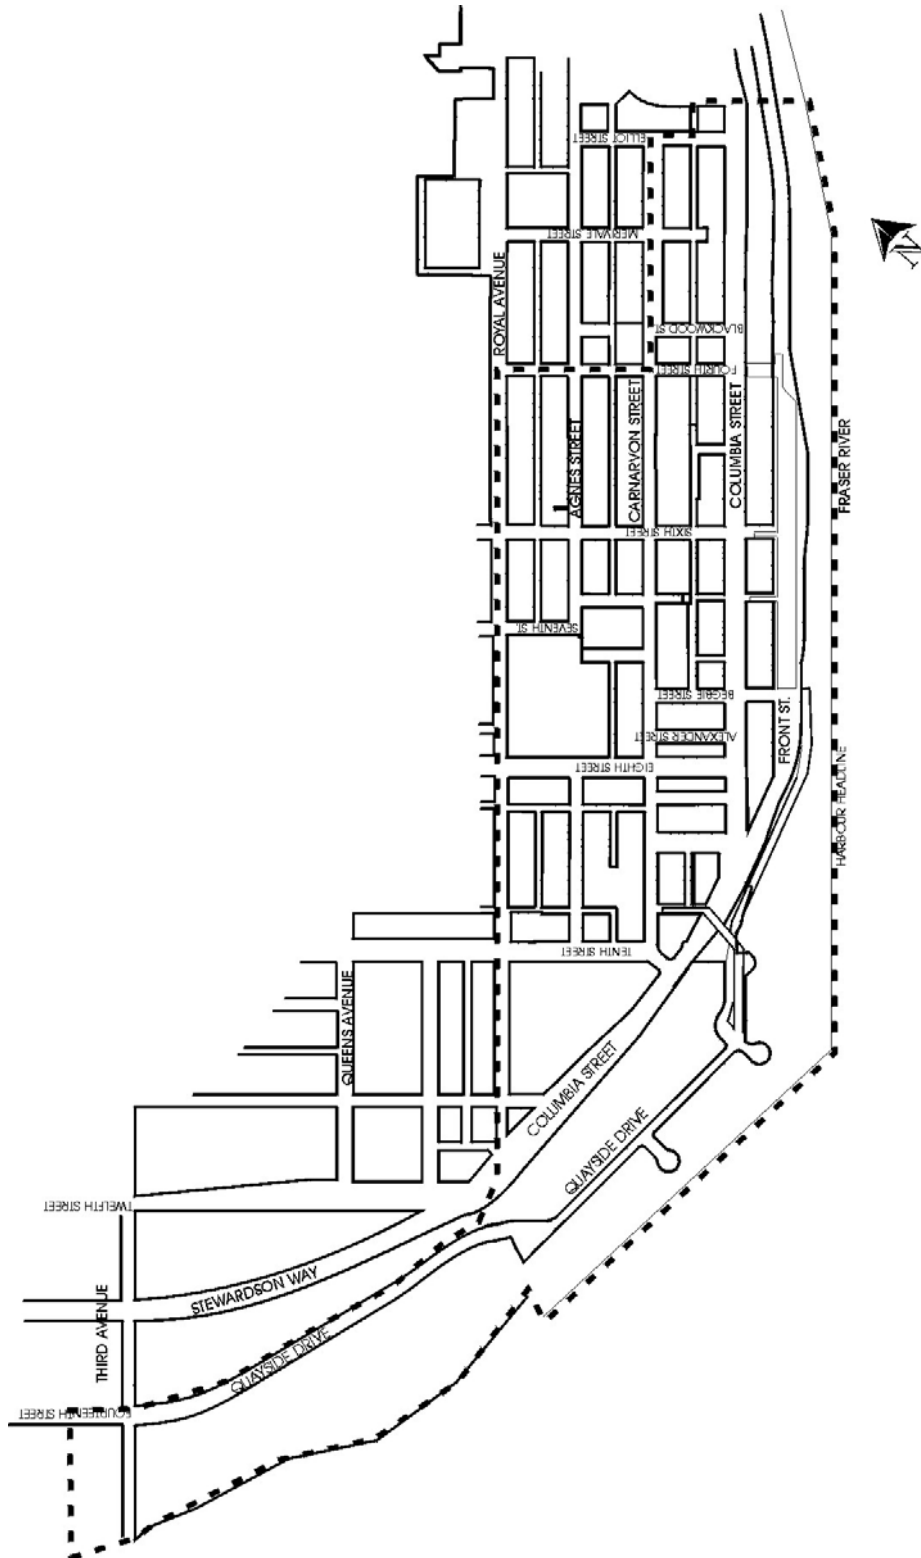 ELLIOT STREET
MERIVALE STREET
ROYAL AVENUE
N
BLACKWOOD ST.
FOURTH STREET
AGNES STREET
CARNARVON STREET
COLUMBIA STREET
FRASER RIVER
SIXTH STREET
SEVENTH ST.
BEGBIE STREET
ALEXANDER STREET
FRONT ST.
EIGHTH STREET
HARBOUR HEADLINE
TENTH STREET
QUEENS AVENUE
COLUMBIA STREET
QUAYSIDE DRIVE
TWELFTH STREET
STEWARDSON WAY
THIRD AVENUE
QUAYSIDE DRIVE
FOURTEENTH STREET